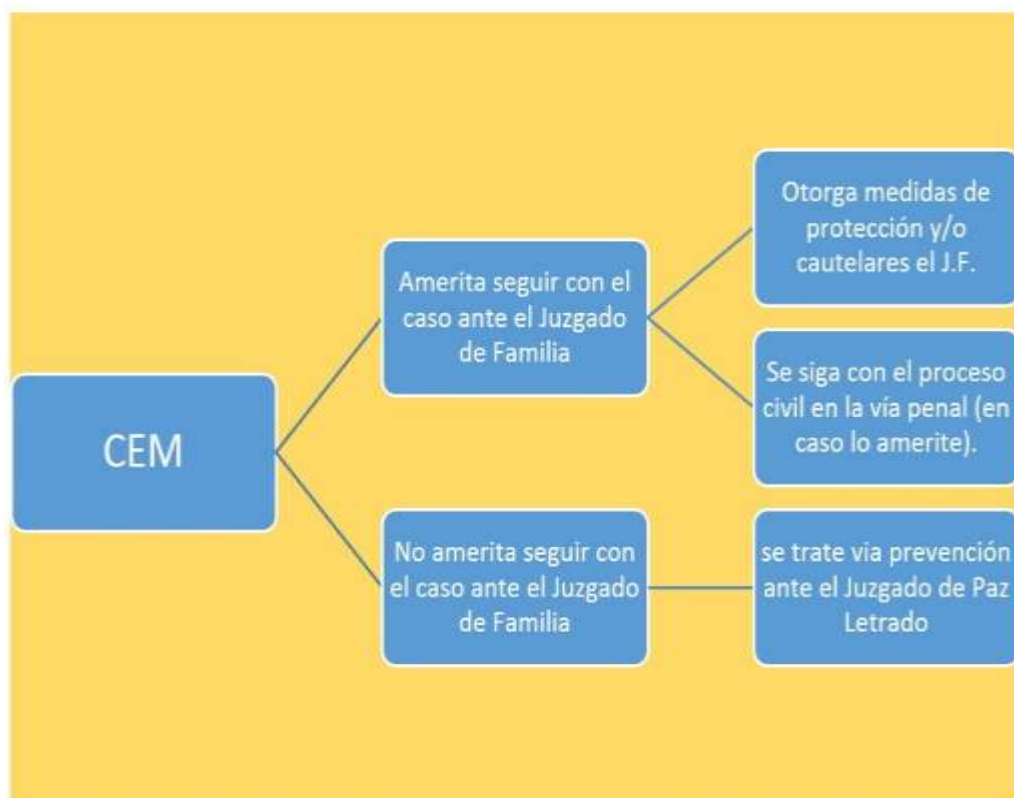 CEM
Amerita seguir con el
caso ante el Juzgado
de Familia
No amerita seguir con
el caso ante el Juzgado
de Familia
Otorga medidas de
protección y/o
cautelares el J.F.
Se siga con el proceso
civil en la vía penal (en
caso lo amerite).
se trate via prevención
ante el Juzgado de Paz
Letrado